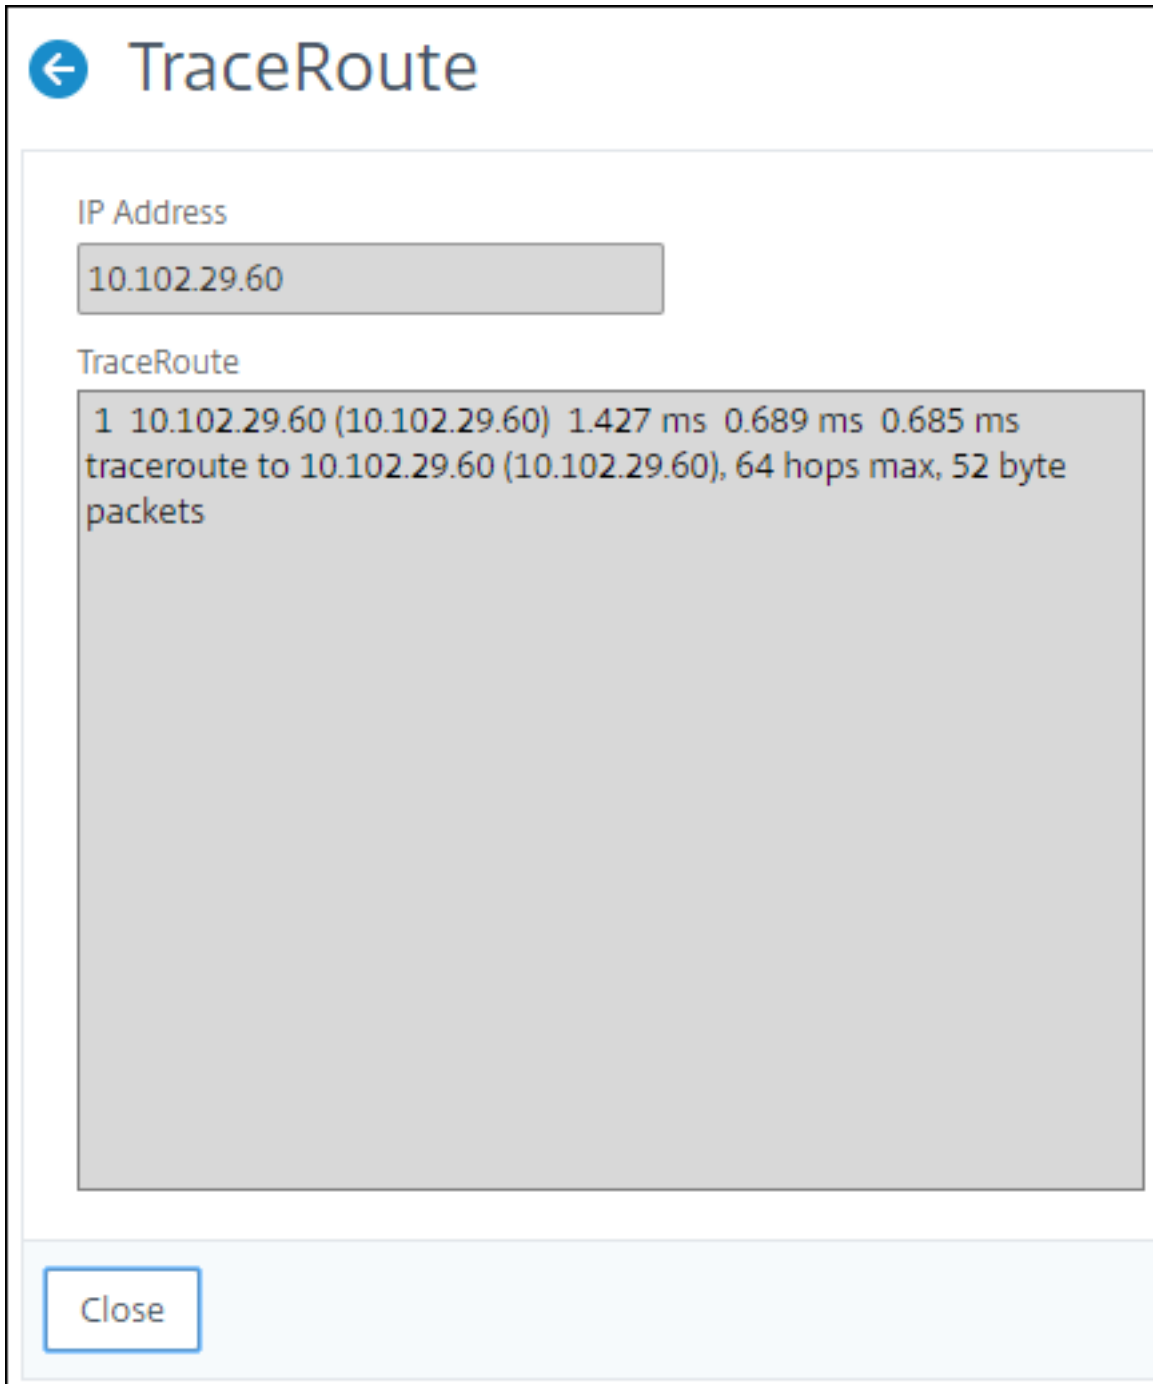 TraceRoute
IP Address
10.102.29.60
TraceRoute
1 10.102.29.60 (10.102.29.60) 1.427 ms 0.689 ms 0.685 ms
traceroute to 10.102.29.60 (10.102.29.60), 64 hops max, 52 byte
packets
Close